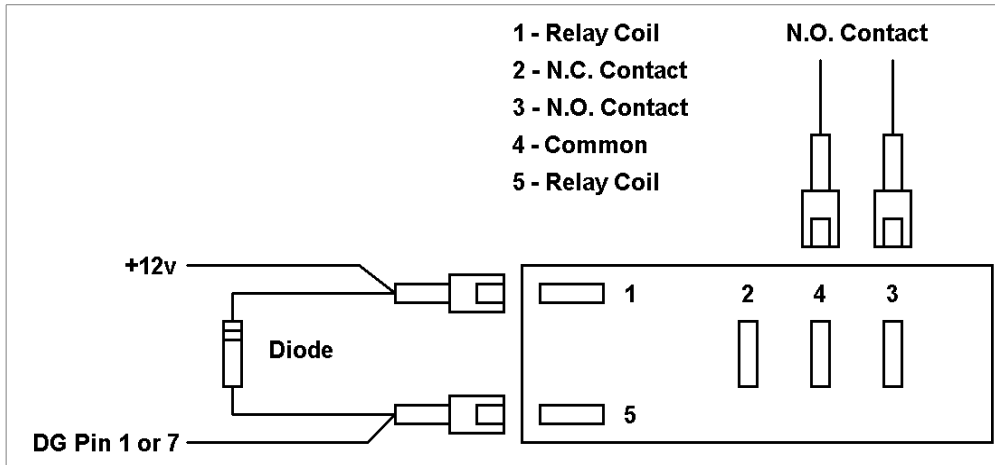 1 - Relay Coil
2 - N.C. Contact
3 - N.O. Contact
4 - Common
5 - Relay Coil
N.O. Contact
+12v
1
2
4
3
Diode
5
DG Pin 1 or 7